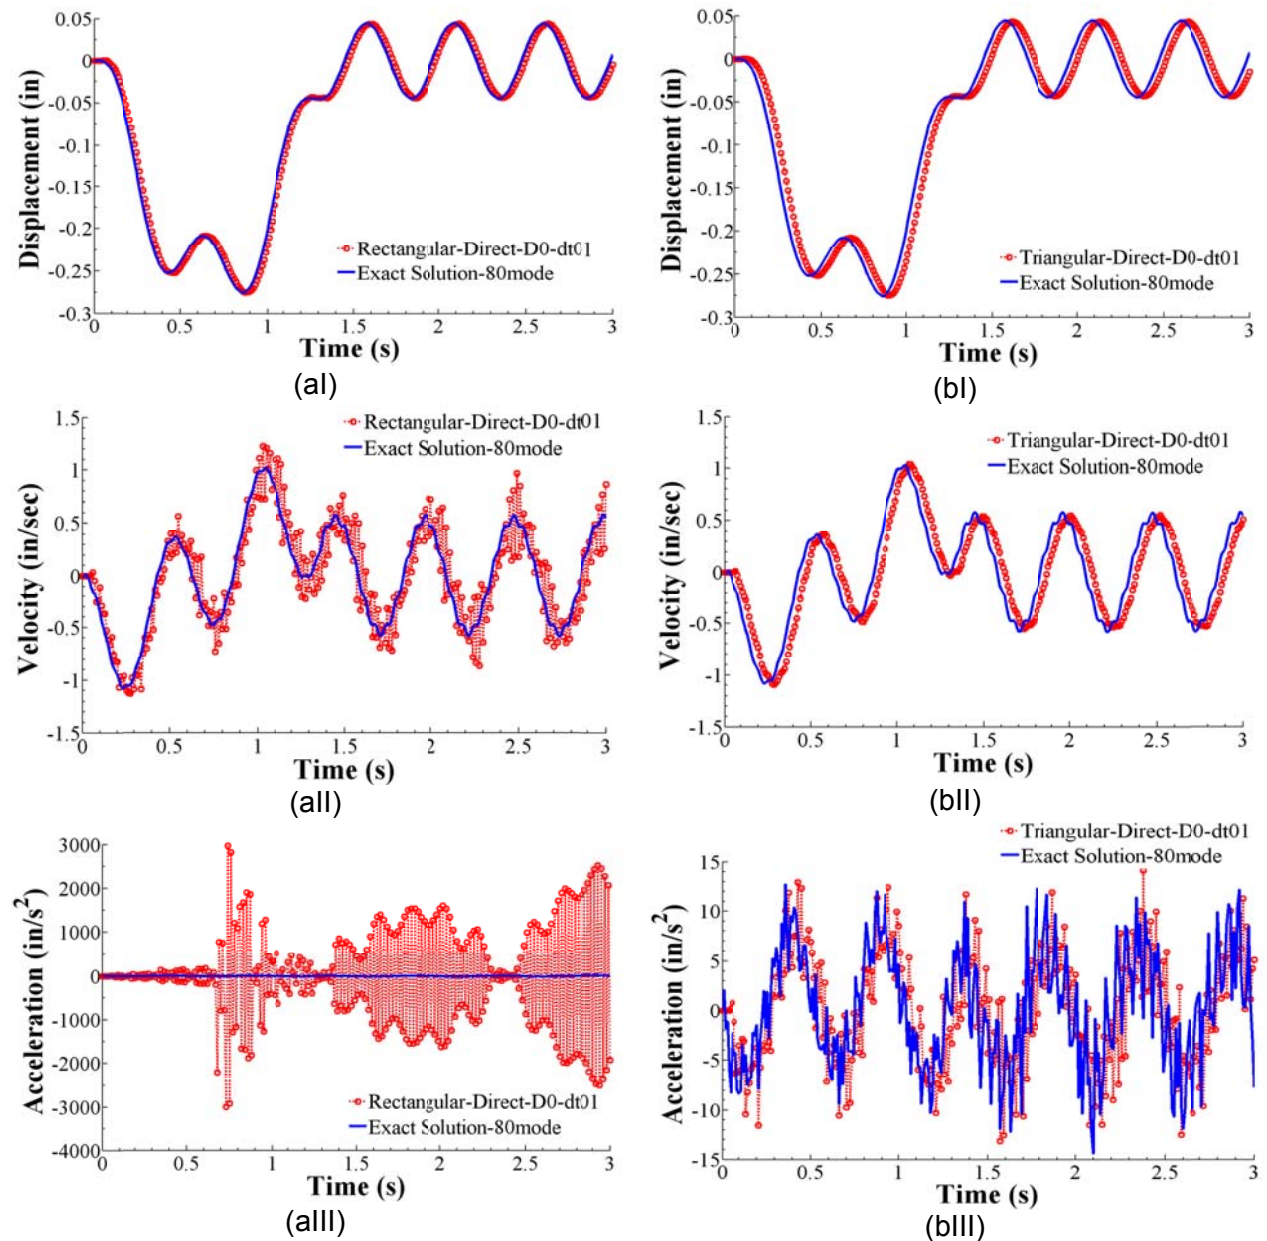 0.05
0
-0.05
-0.1
-0.15
-0.2
-0.25
-0.3
Displacement (in)
Rectangular-Direct-D0-dt01
Exact Solution-80mode
0 0.5 1 1.5 2 2.5 3
Time (s)
(aI)
0.05
0
-0.05
-0.1
-0.15
-0.2
-0.25
-0.3
Displacement (in)
Triangular-Direct-D0-dt01
Exact Solution-80mode
0 0.5 1 1.5 2 2.5 3
Time (s)
(bI)
1.5
1
0.5
0
-0.5
-1
-1.5
Velocity (in/sec)
Rectangular-Direct-D0-dt01
Exact Solution-80mode
0 0.5 1 1.5 2 2.5 3
Time (s)
(aII)
1.5
1
0.5
0
-0.5
-1
-1.5
Velocity (in/sec)
Triangular-Direct-D0-dt01
Exact Solution-80mode
0 0.5 1 1.5 2 2.5 3
Time (s)
(bII)
3000
2000
1000
0
-1000
-2000
-3000
-4000
Acceleration (in/s²)
Rectangular-Direct-D0-dt01
Exact Solution-80mode
0 0.5 1 1.5 2 2.5 3
Time (s)
(aIII)
Triangular-Direct-D0-dt01
Exact Solution-80mode
15
10
5
0
-5
-10
-15
Acceleration (in/s²)
0 0.5 1 1.5 2 2.5 3
Time (s)
(bIII)